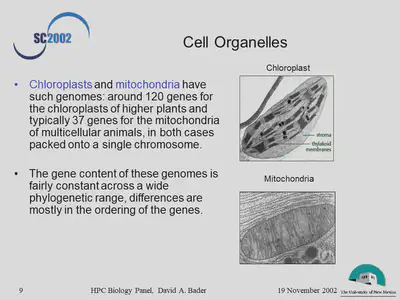 SC2002
Cell Organelles
Chloroplast
• Chloroplasts and mitochondria have
such genomes: around 120 genes for
the chloroplasts of higher plants and
typically 37 genes for the mitochondria
of multicellular animals, in both cases
packed onto a single chromosome.
stroma
thylakoid
membranes
• The gene content of these genomes is
fairly constant across a wide
phylogenetic range, differences are
mostly in the ordering of the genes.
Mitochondria
9
HPC Biology Panel, David A. Bader
19 November 2002
The University of New Mexico